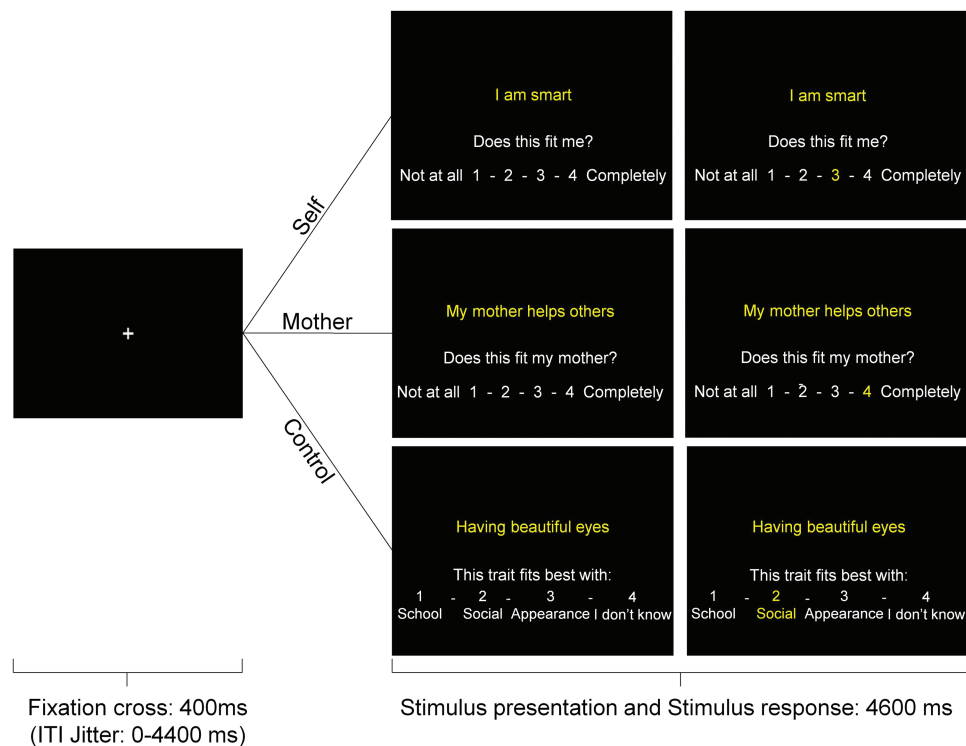 I am smart
Does this fit me?
Not at all 1 - 2 - 3 - 4 Completely
I am smart
Does this fit me?
Not at all 1 - 2 - 3 - 4 Completely
Self
Mother
Control
+
My mother helps others
Does this fit my mother?
Not at all 1 - 2 - 3 - 4 Completely
My mother helps others
Does this fit my mother?
Not at all 1 - 2 - 3 - 4 Completely
Having beautiful eyes
This trait fits best with:
1 - 2 - 3 - 4
School Social Appearance I don't know
Having beautiful eyes
This trait fits best with:
1 - 2 - 3 - 4
School Social Appearance I don't know
Fixation cross: 400ms
(ITI Jitter: 0-4400 ms)
Stimulus presentation and Stimulus response: 4600 ms